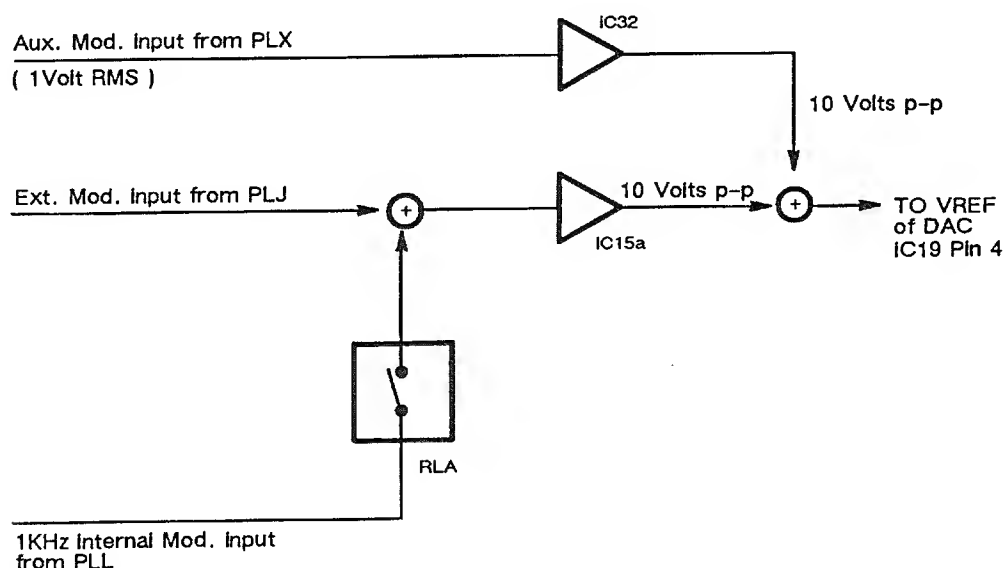 Aux. Mod. Input from PLX
( 1Volt RMS )
IC32
10 Volts p-p
Ext. Mod. Input from PLJ
+
10 Volts p-p
IC15a
+
TO VREF
of DAC
IC19 Pin 4
RLA
1KHz Internal Mod. Input
from PLL